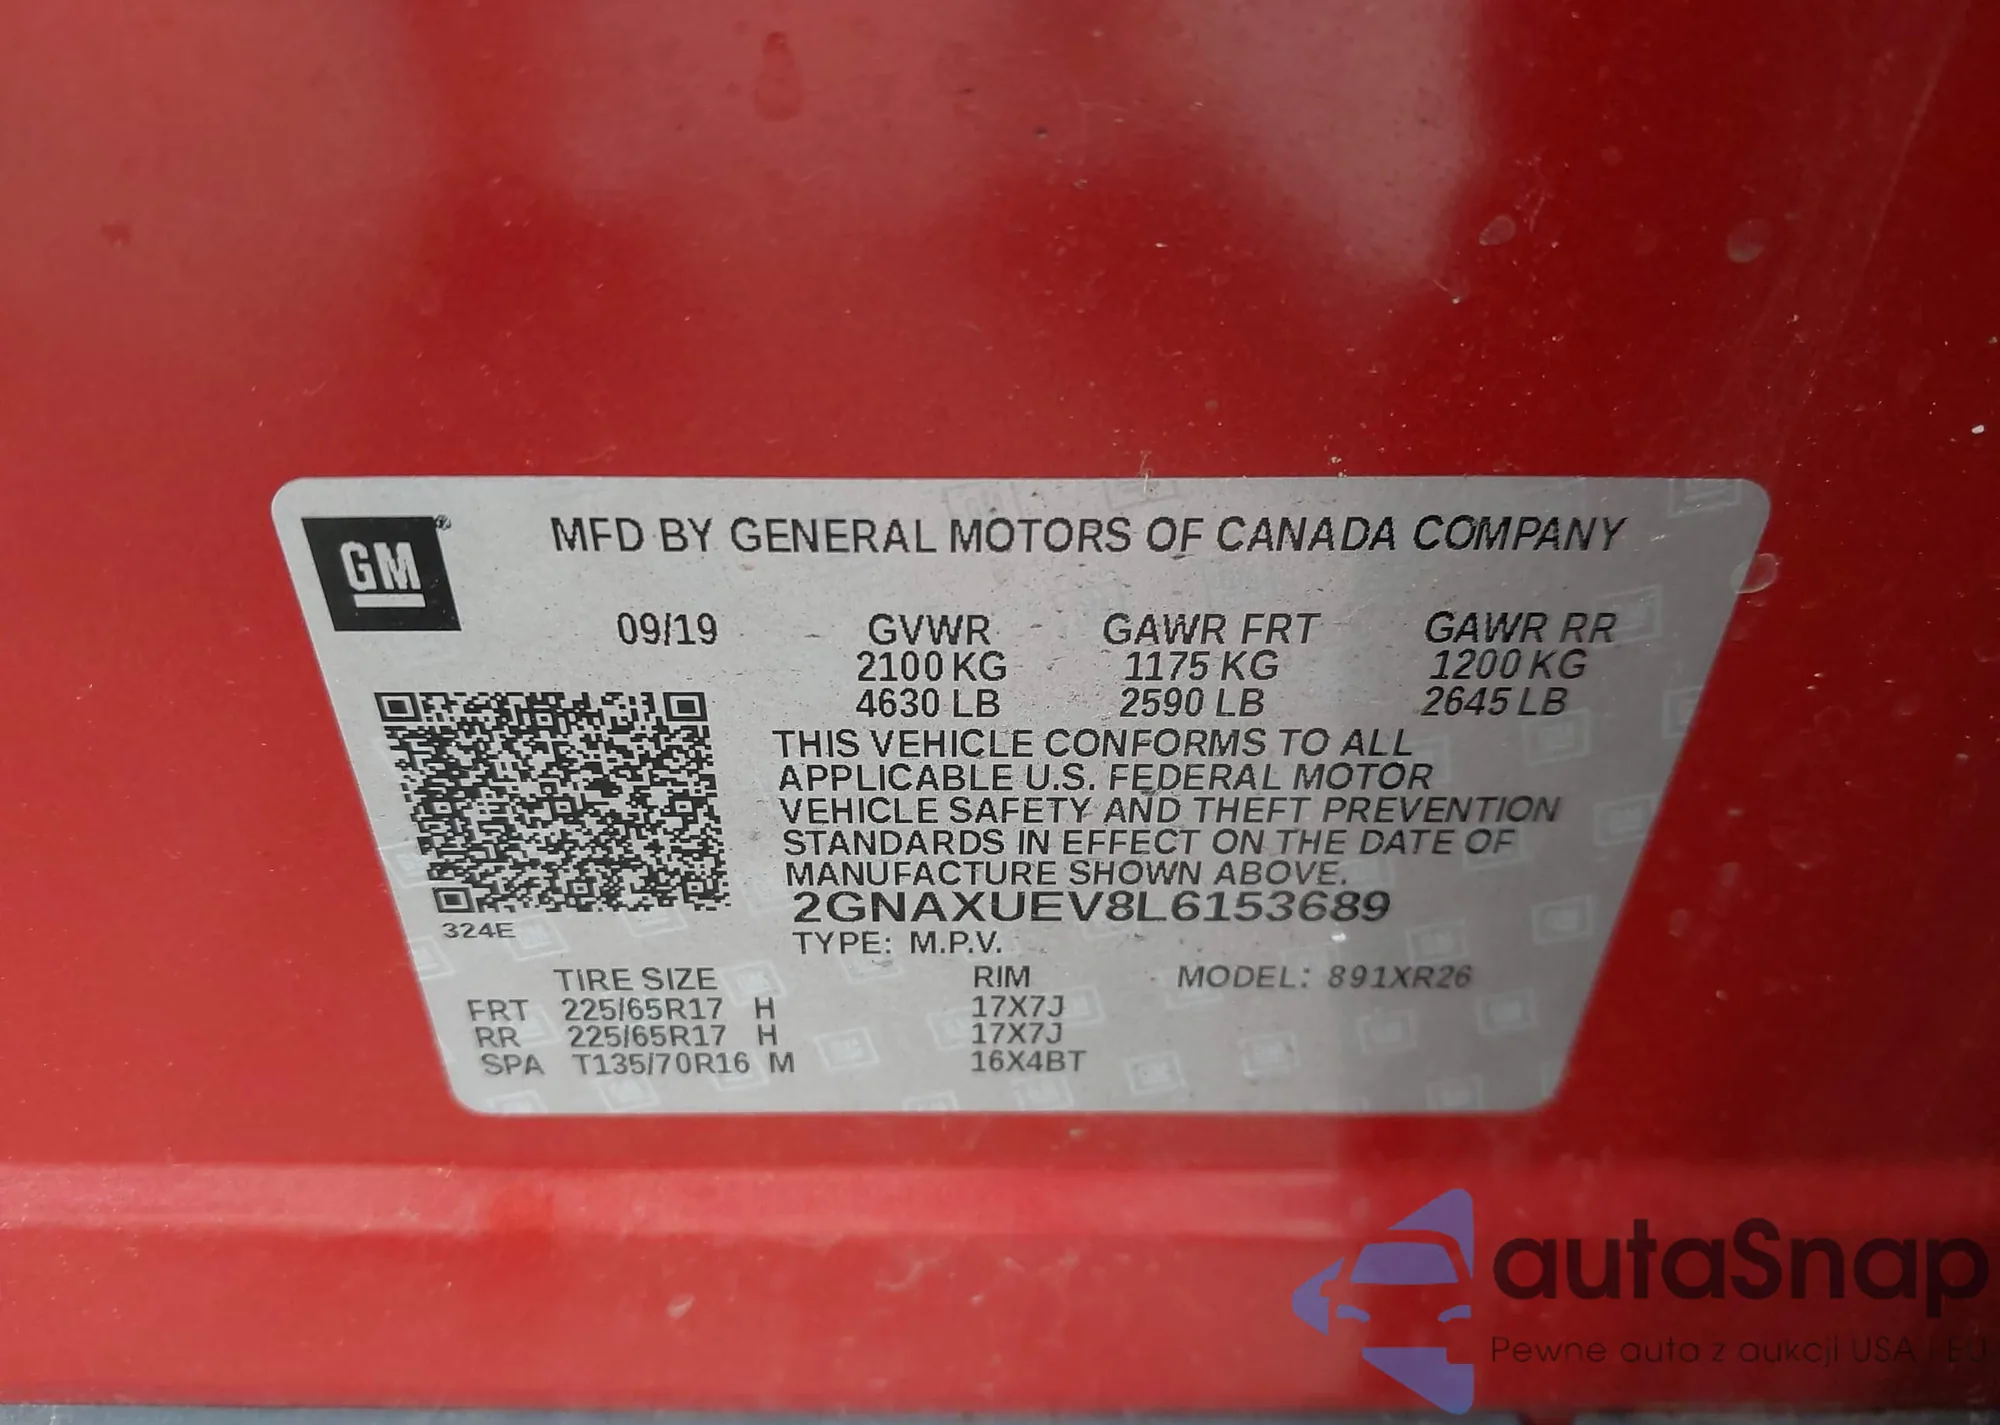 GM®
MFD BY GENERAL MOTORS OF CANADA COMPANY
09/19 GVWR GAWR FRT GAWR RR
2100 KG 1175 KG 1200 KG
4630 LB 2590 LB 2645 LB
THIS VEHICLE CONFORMS TO ALL
APPLICABLE U.S. FEDERAL MOTOR
VEHICLE SAFETY AND THEFT PREVENTION
STANDARDS IN EFFECT ON THE DATE OF
MANUFACTURE SHOWN ABOVE.
2GNAXUEV8L6153689
324E
TYPE: M.P.V.
TIRE SIZE RIM MODEL: 891XR26
FRT 225/65R17 H 17X7J
RR 225/65R17 H 17X7J
SPA T135/70R16 M 16X4BT
autaSnap
Pewne auto z aukcji USA i EU